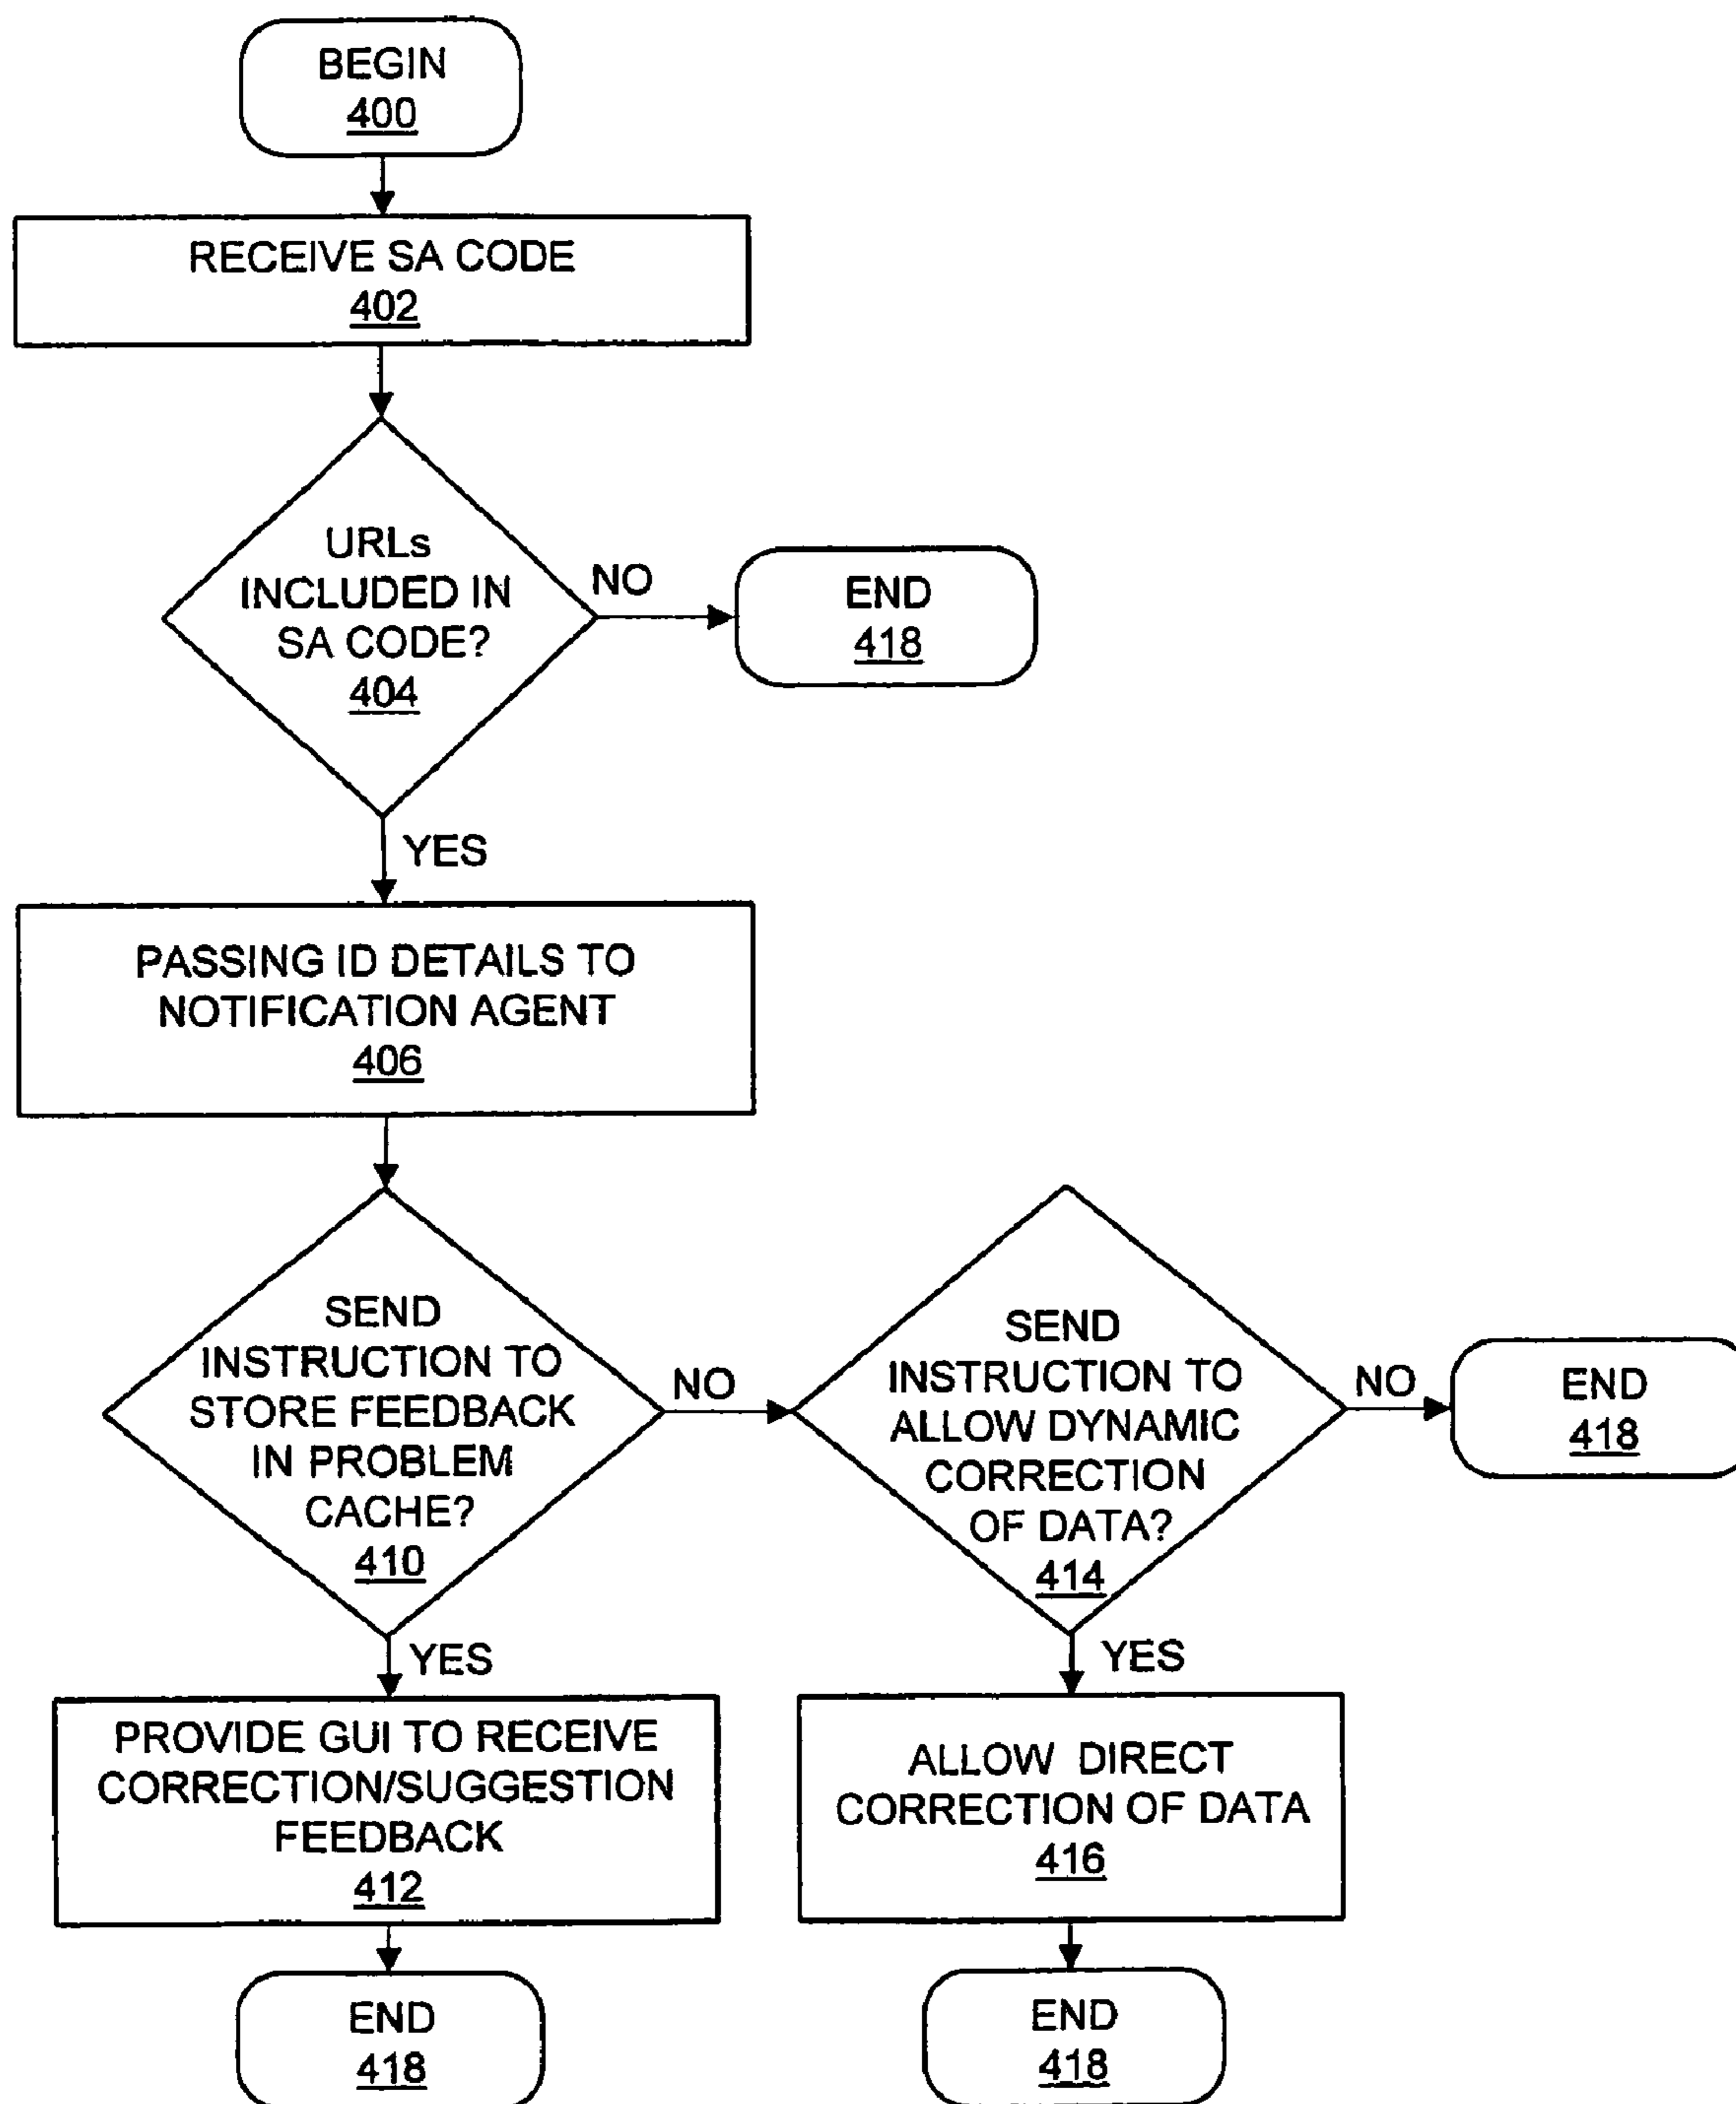 BEGIN
400
RECEIVE SA CODE
402
URLs
INCLUDED IN
SA CODE?
404
NO
END
418
YES
PASSING ID DETAILS TO
NOTIFICATION AGENT
406
SEND
INSTRUCTION TO
STORE FEEDBACK
IN PROBLEM
CACHE?
410
NO
SEND
INSTRUCTION TO
ALLOW DYNAMIC
CORRECTION
OF DATA?
414
NO
END
418
YES
PROVIDE GUI TO RECEIVE
CORRECTION/SUGGESTION
FEEDBACK
412
YES
ALLOW DIRECT
CORRECTION OF DATA
416
END
418
END
418